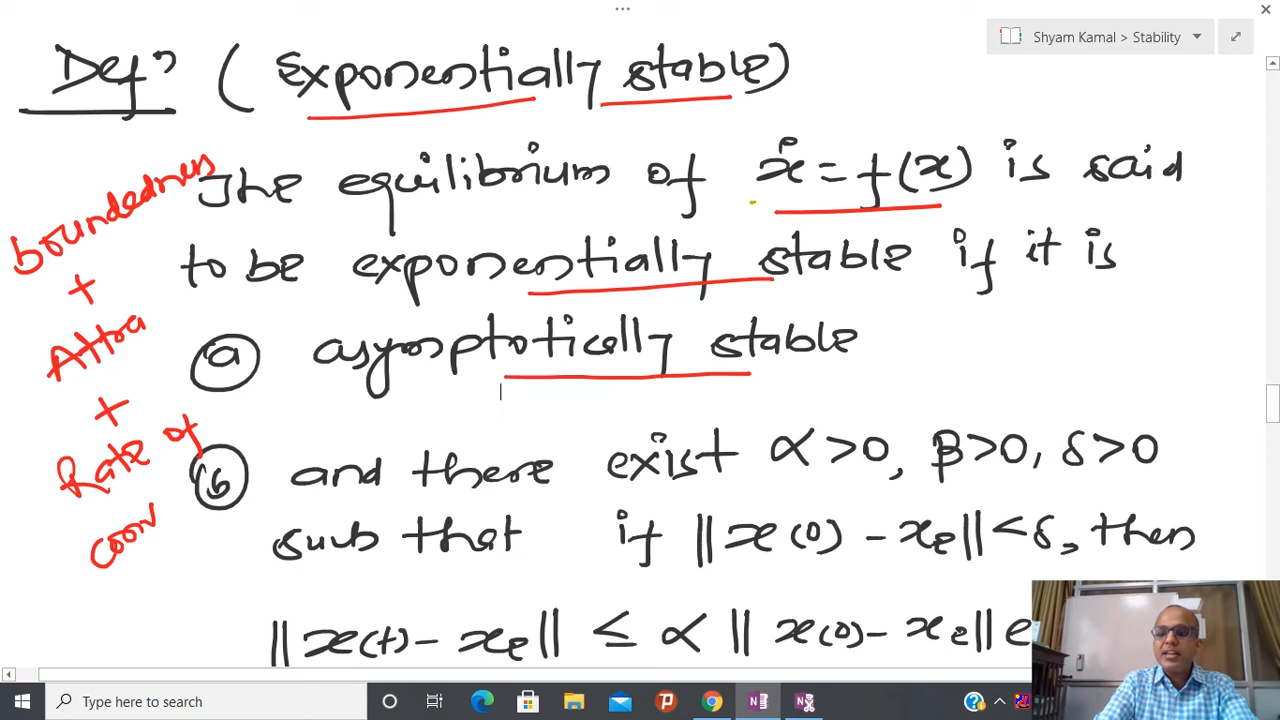 Shyam Kamal > Stability
Defn (Exponentially stable)
The equilibrium of ẋ = f(x) is said
to be exponentially stable if it is
(a) asymptotically stable
(b) and there exist α>0, β>0, δ>0
such that if ||x(0) - xe|| < δ, then
||x(t) - xe|| ≤ α ||x(0) - xe|| e
boundedness
+
Attra
+
Rate of
conv
Type here to search